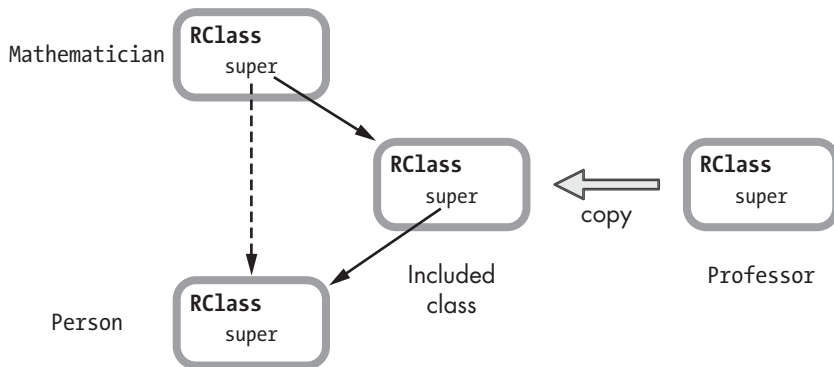 Mathematician
RClass
super
RClass
super
copy
RClass
super
Included
class
Professor
Person
RClass
super